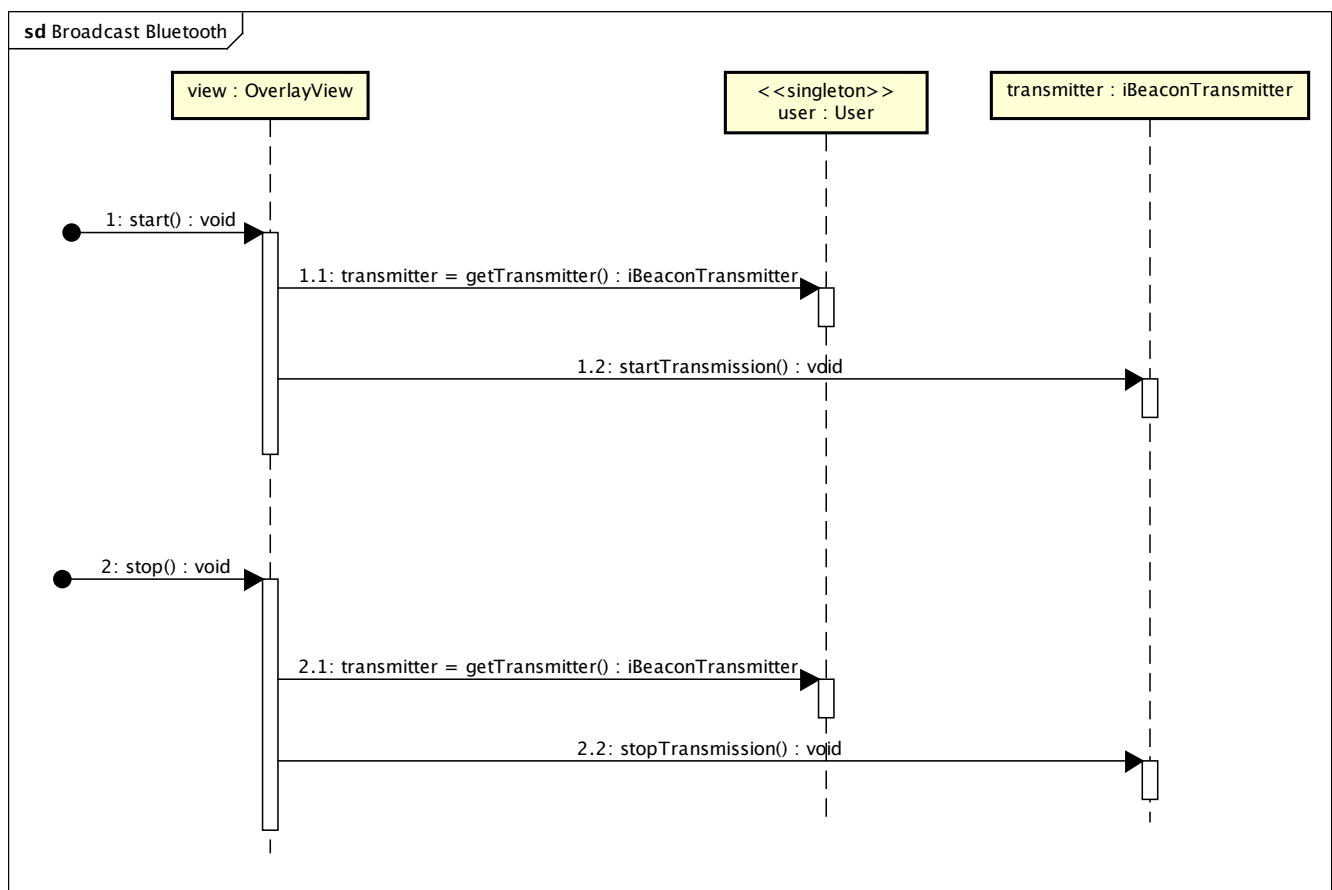 sd Broadcast Bluetooth
view : OverlayView
<<singleton>>
user : User
transmitter : iBeaconTransmitter
1: start() : void
1.1: transmitter = getTransmitter() : iBeaconTransmitter
1.2: startTransmission() : void
2: stop() : void
2.1: transmitter = getTransmitter() : iBeaconTransmitter
2.2: stopTransmission() : void